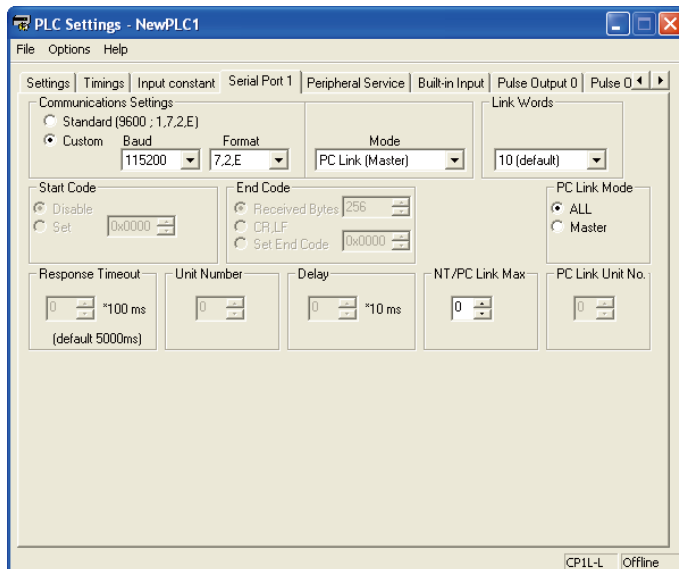 PLC Settings - NewPLC1
File Options Help
Settings Timings Input constant Serial Port 1 Peripheral Service Built-in Input Pulse Output 0 Pulse O
Communications Settings Link Words
Standard (9600 ; 1,7,2,E)
Custom Baud Format Mode
115200 7,2,E PC Link (Master) 10 (default)
Start Code End Code PC Link Mode
Disable Received Bytes 256 ALL
Set 0x0000 CR,LF Master
Set End Code 0x0000
Response Timeout Unit Number Delay NT/PC Link Max PC Link Unit No.
0 *100 ms 0 0 *10 ms 0 0
(default 5000ms)
CP1L-L Offline